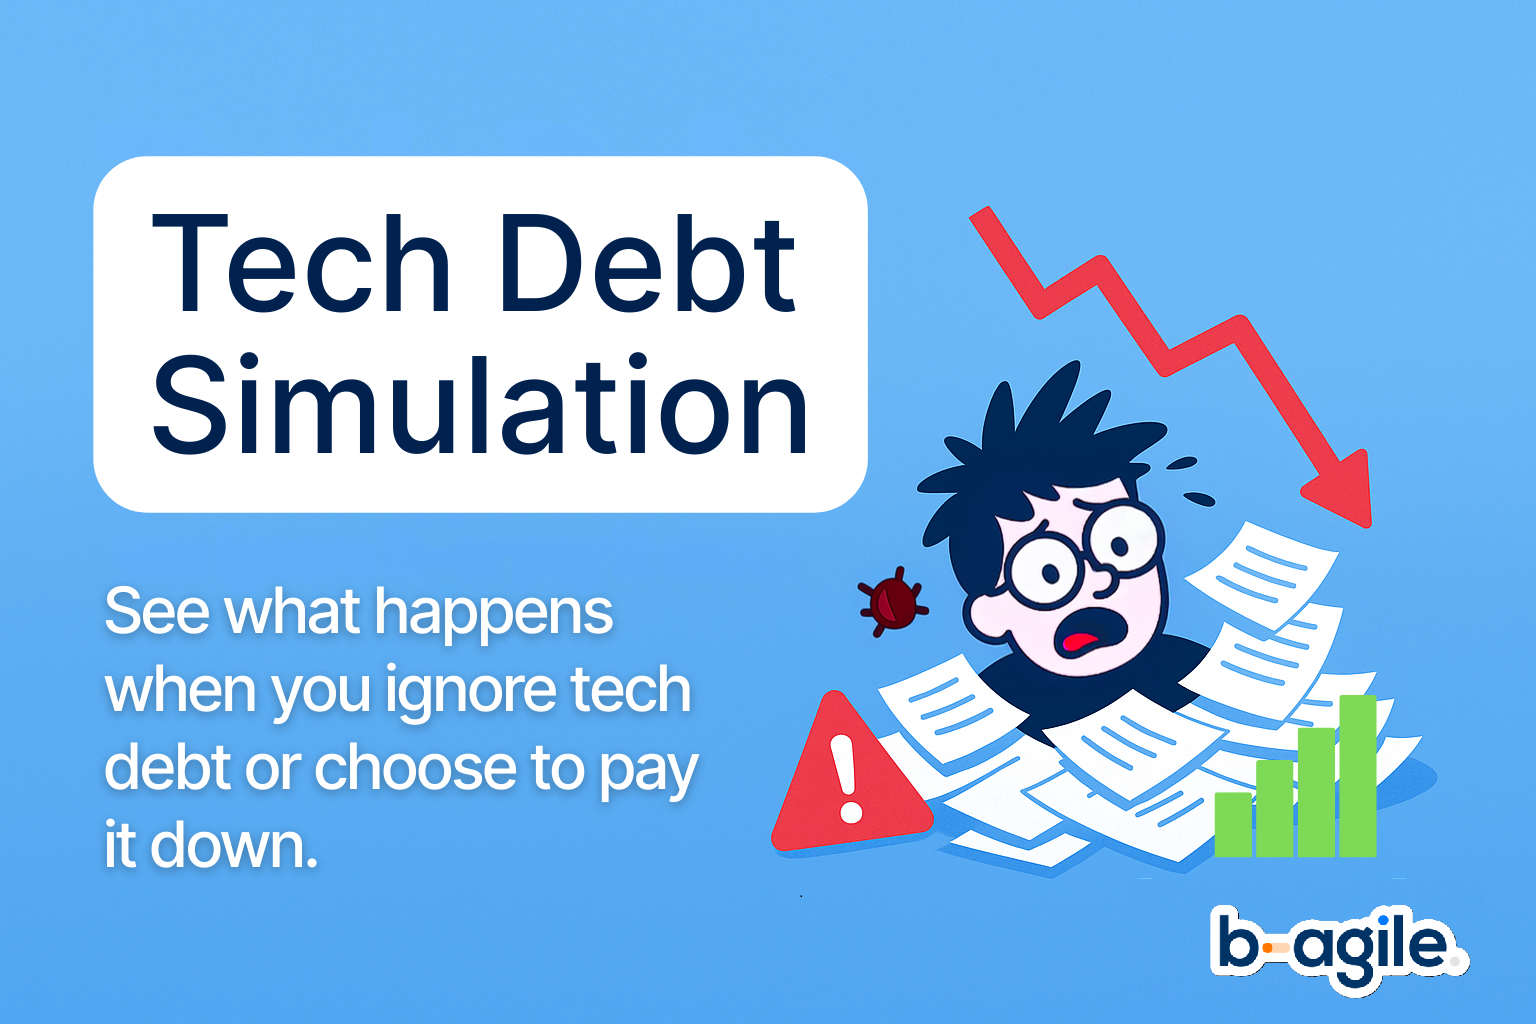 Tech Debt
Simulation
See what happens
when you ignore tech
debt or choose to pay
it down.
!
b-agile.